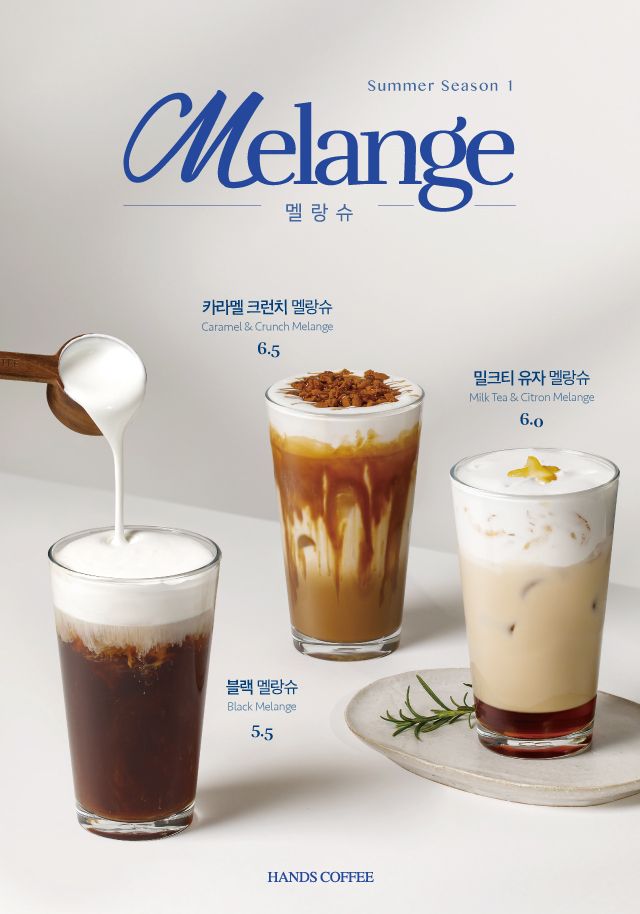 Summer Season 1
Melange
멜랑슈
카라멜 크런치 멜랑슈
Caramel & Crunch Melange
6.5
밀크티 유자 멜랑슈
Milk Tea & Citron Melange
6.0
블랙 멜랑슈
Black Melange
5.5
HANDS COFFEE